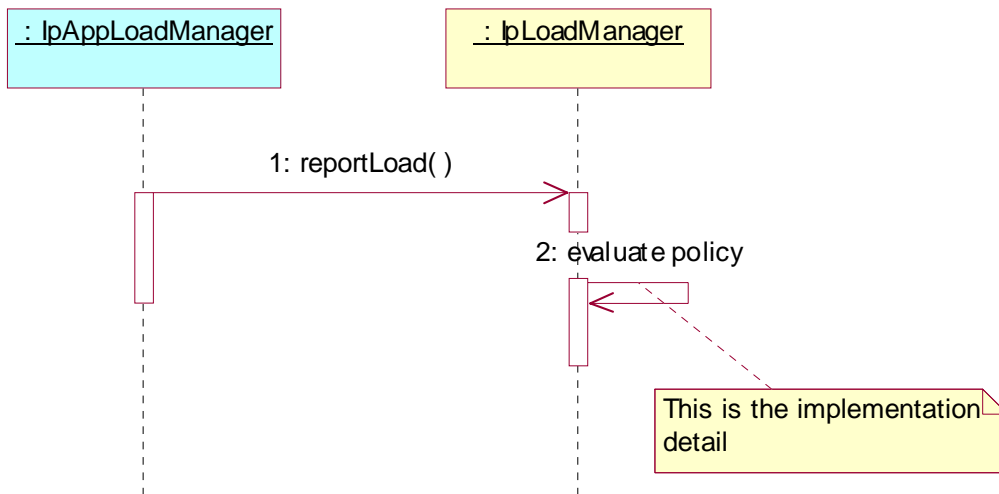 : IpAppLoadManager
: IpLoadManager
1: reportLoad( )
2: evaluate policy
This is the implementation
detail